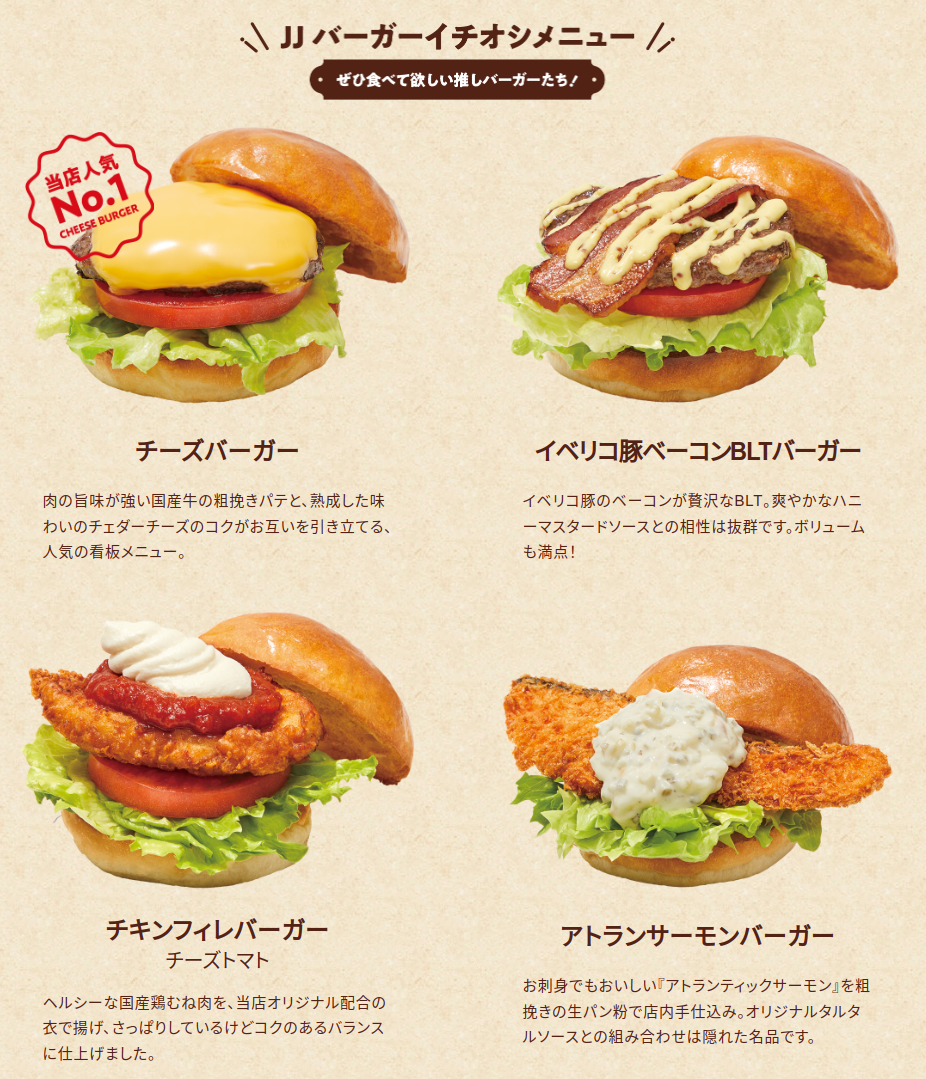 JJ バーガーイチオシメニュー
ぜひ食べて欲しい推しバーガーたち!
当店人気
No.1
CHEESE BURGER
チーズバーガー
肉の旨味が強い国産牛の粗挽きパテと、熟成した味
わいのチェダーチーズのコクがお互いを引き立てる、
人気の看板メニュー。
イベリコ豚ベーコンBLTバーガー
イベリコ豚のベーコンが贅沢なBLT。爽やかなハニ
ーマスタードソースとの相性は抜群です。ボリューム
も満点!
チキンフィレバーガー
チーズトマト
ヘルシーな国産鶏むね肉を、当店オリジナル配合の
衣で揚げ、さっぱりしているけどコクのあるバランス
に仕上げました。
アトランサーモンバーガー
お刺身でもおいしい『アトランティックサーモン』を粗
挽きの生パン粉で店内手仕込み。オリジナルタルタ
ルソースとの組み合わせは隠れた名品です。